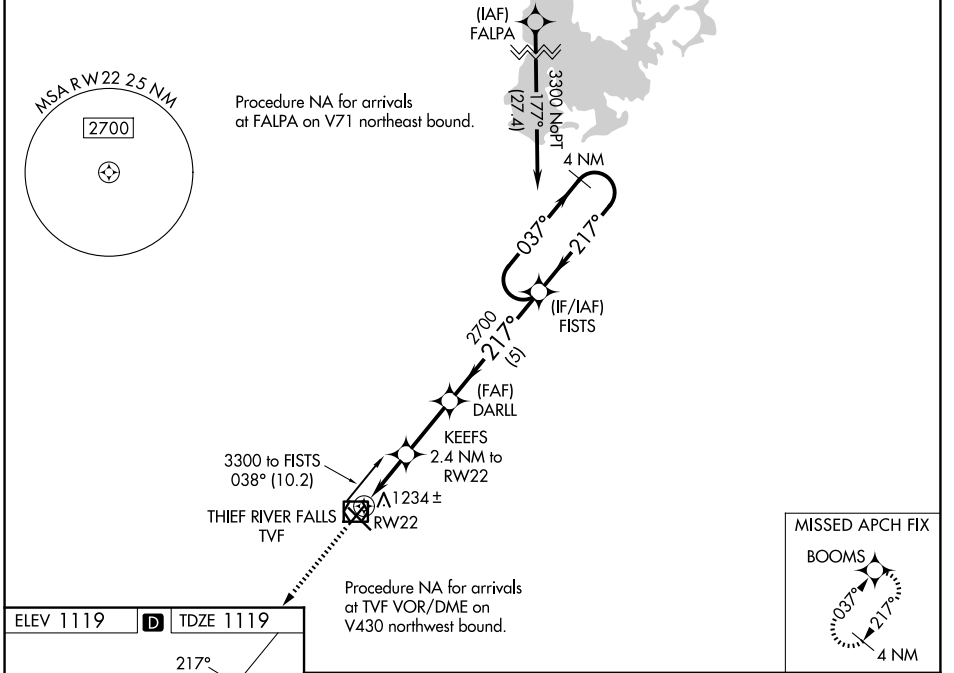 (IAF)
FALPA
MSA RW22 25 NM
2700
Procedure NA for arrivals
at FALPA on V71 northeast bound.
3300 NoPT
177°
(27.4)
4 NM
037°
217°
(IF/IAF)
FISTS
2700
217°
(5)
(FAF)
DARLL
KEEFS
2.4 NM to
RW22
3300 to FISTS
038° (10.2)
1234 ±
THIEF RIVER FALLS
TVF
RW22
MISSED APCH FIX
BOOMS
037°
217°
4 NM
Procedure NA for arrivals
at TVF VOR/DME on
V430 northwest bound.
ELEV 1119
D
TDZE 1119
217°